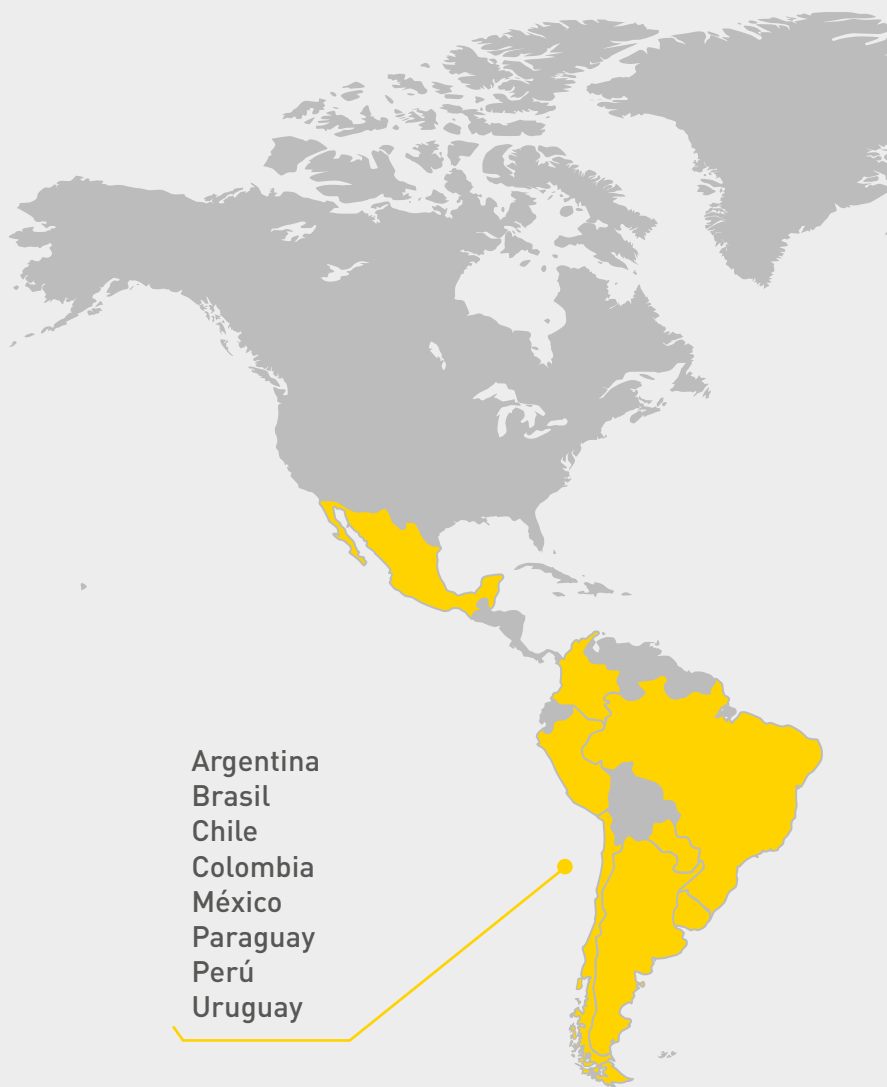 Argentina
Brasil
Chile
Colombia
México
Paraguay
Perú
Uruguay